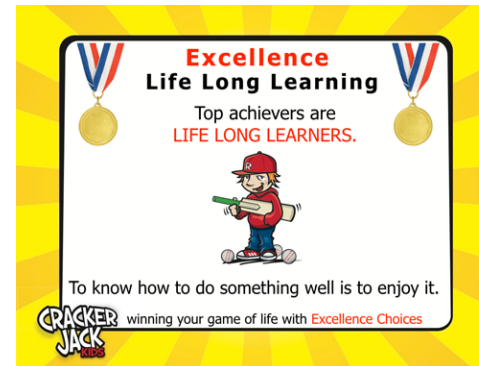 Excellence
Life Long Learning
Top achievers are
LIFE LONG LEARNERS.
R
To know how to do something well is to enjoy it.
CRACKER
JACK
KIDS
winning your game of life with Excellence Choices